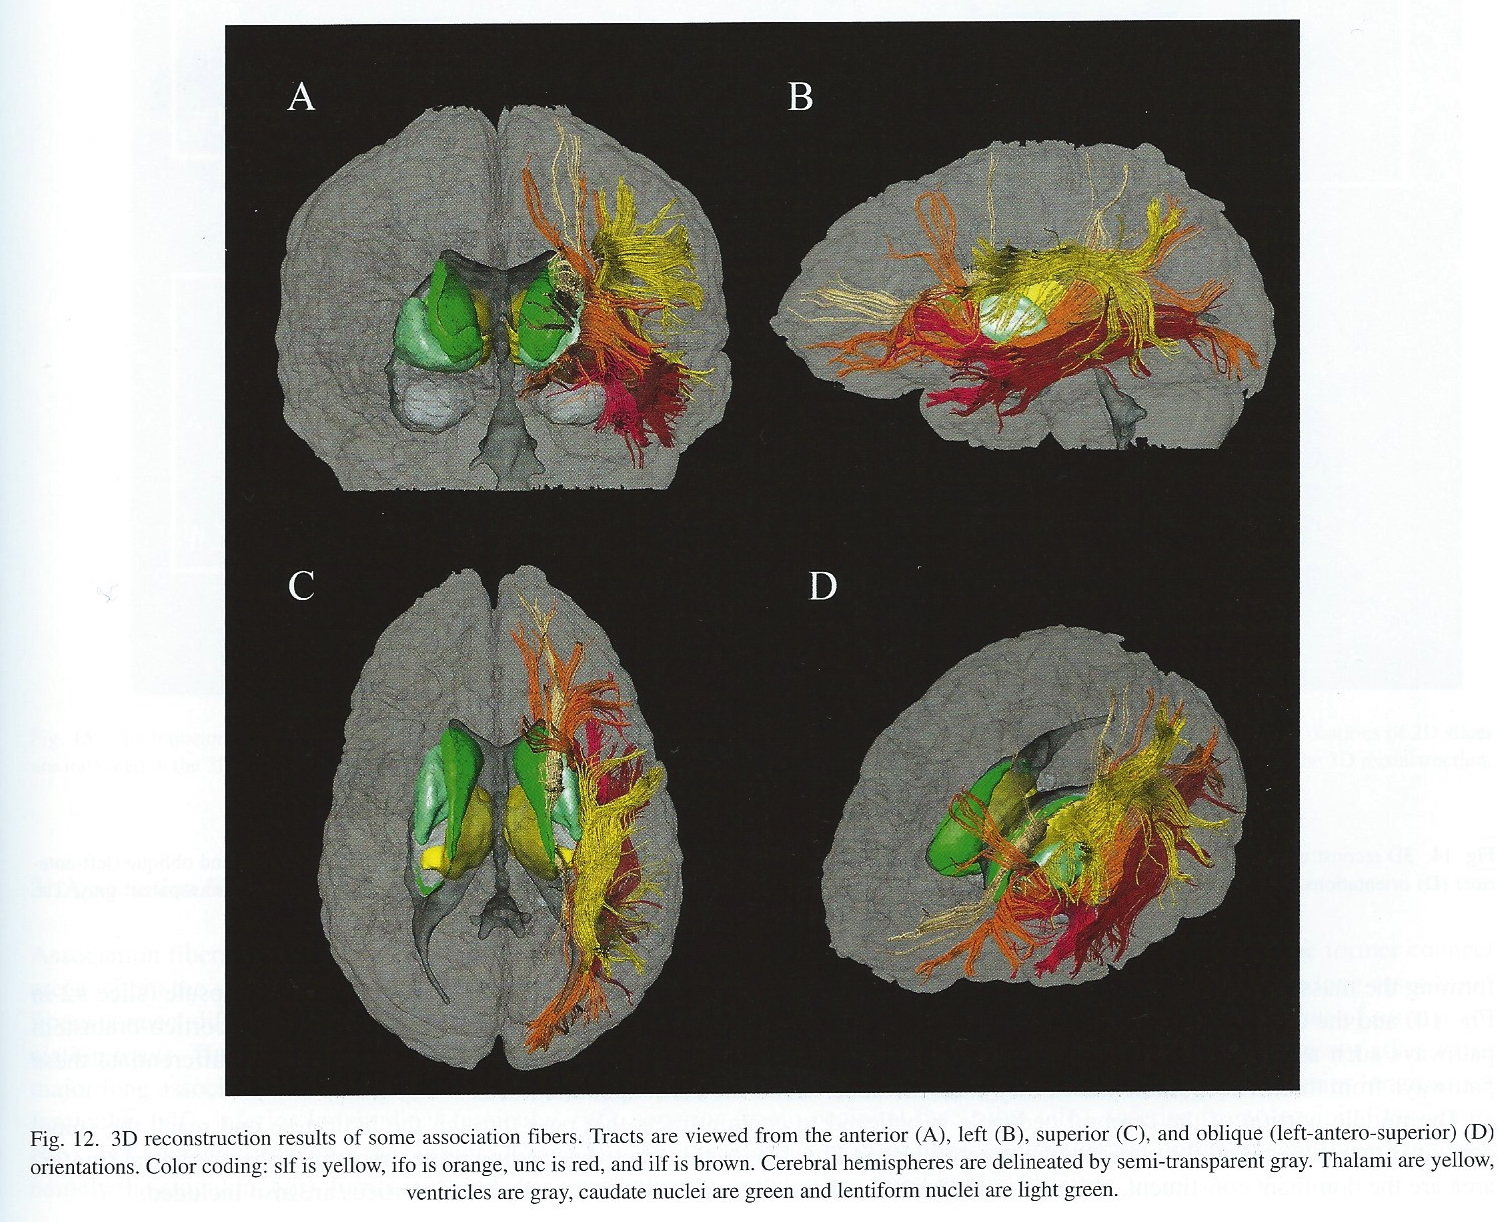 A
B
C
D
Fig. 12. 3D reconstruction results of some association fibers. Tracts are viewed from the anterior (A), left (B), superior (C), and oblique (left-antero-superior) (D)
orientations. Color coding: slf is yellow, ifo is orange, unc is red, and ilf is brown. Cerebral hemispheres are delineated by semi-transparent gray. Thalami are yellow,
ventricles are gray, caudate nuclei are green and lentiform nuclei are light green.